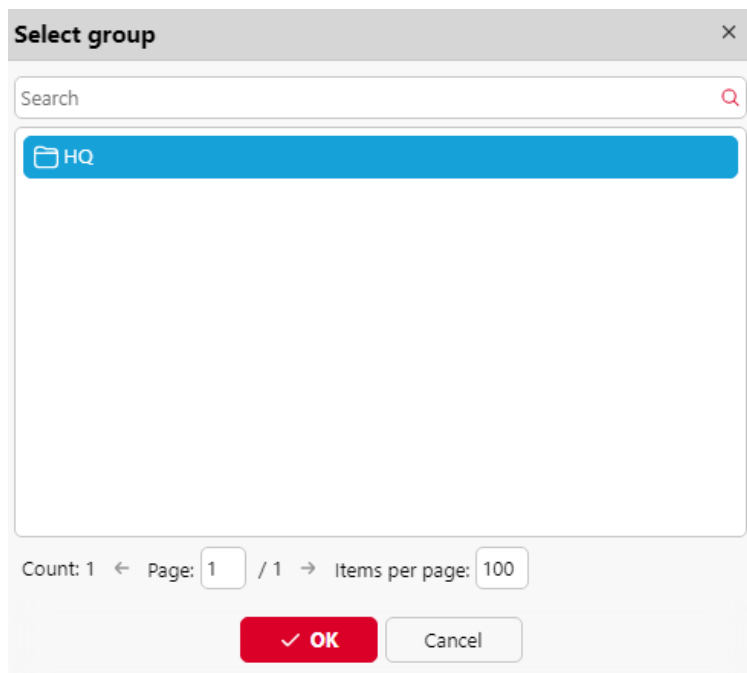 Select group
Search
HQ
Count: 1 ← Page: 1 / 1 → Items per page: 100
OK Cancel